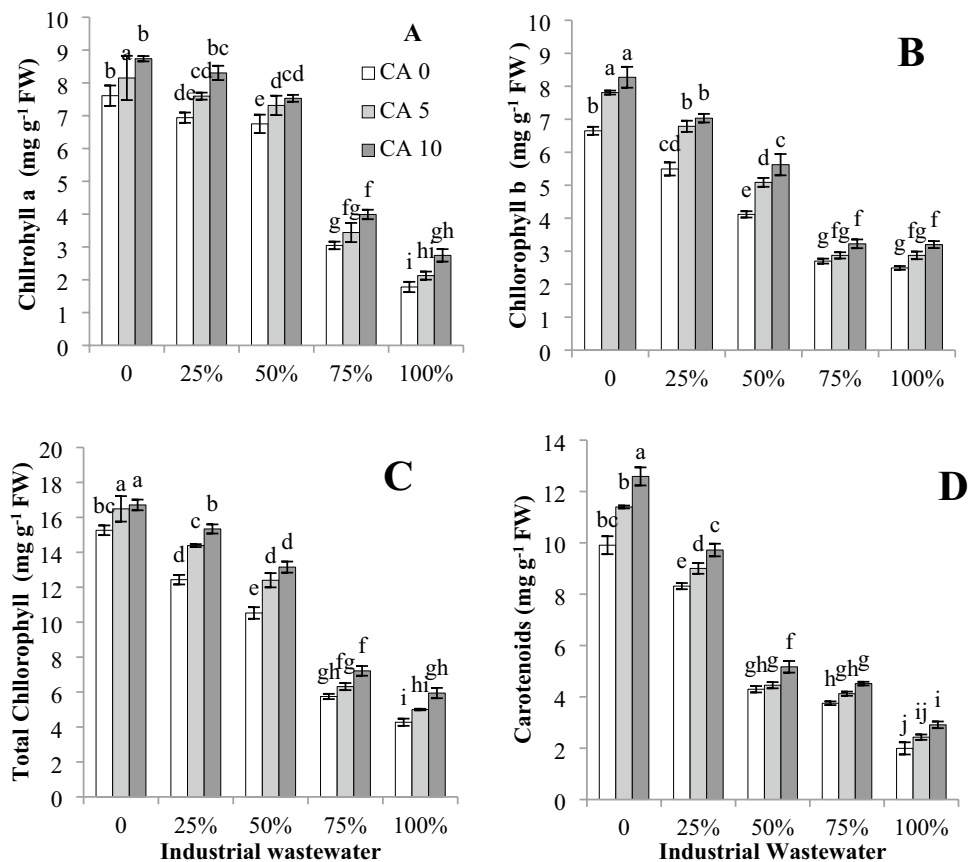 A
Chllrohyll a (mg g-1 FW)
10
9
8
7
6
5
4
3
2
1
0
b a b
de cd bc
e d cd
g fg f
i hi gh
CA 0
CA 5
CA 10
0 25% 50% 75% 100%
B
Chllorophyll b (mg g-1 FW)
10
9
8
7
6
5
4
3
2
1
0
b a a
cd b b
e d c
g fg f
g fg f
0 25% 50% 75% 100%
C
Total Chllorophyll (mg g-1 FW)
20
18
16
14
12
10
8
6
4
2
0
bc a a
d c b
e d d
gh fg f
i hi gh
0 25% 50% 75% 100%
Industrial wastewater
D
Carotenoids (mg g-1 FW)
14
12
10
8
6
4
2
0
bc b a
e d c
gh g f
h gh g
j ij i
0 25% 50% 75% 100%
Industrial Wastewater